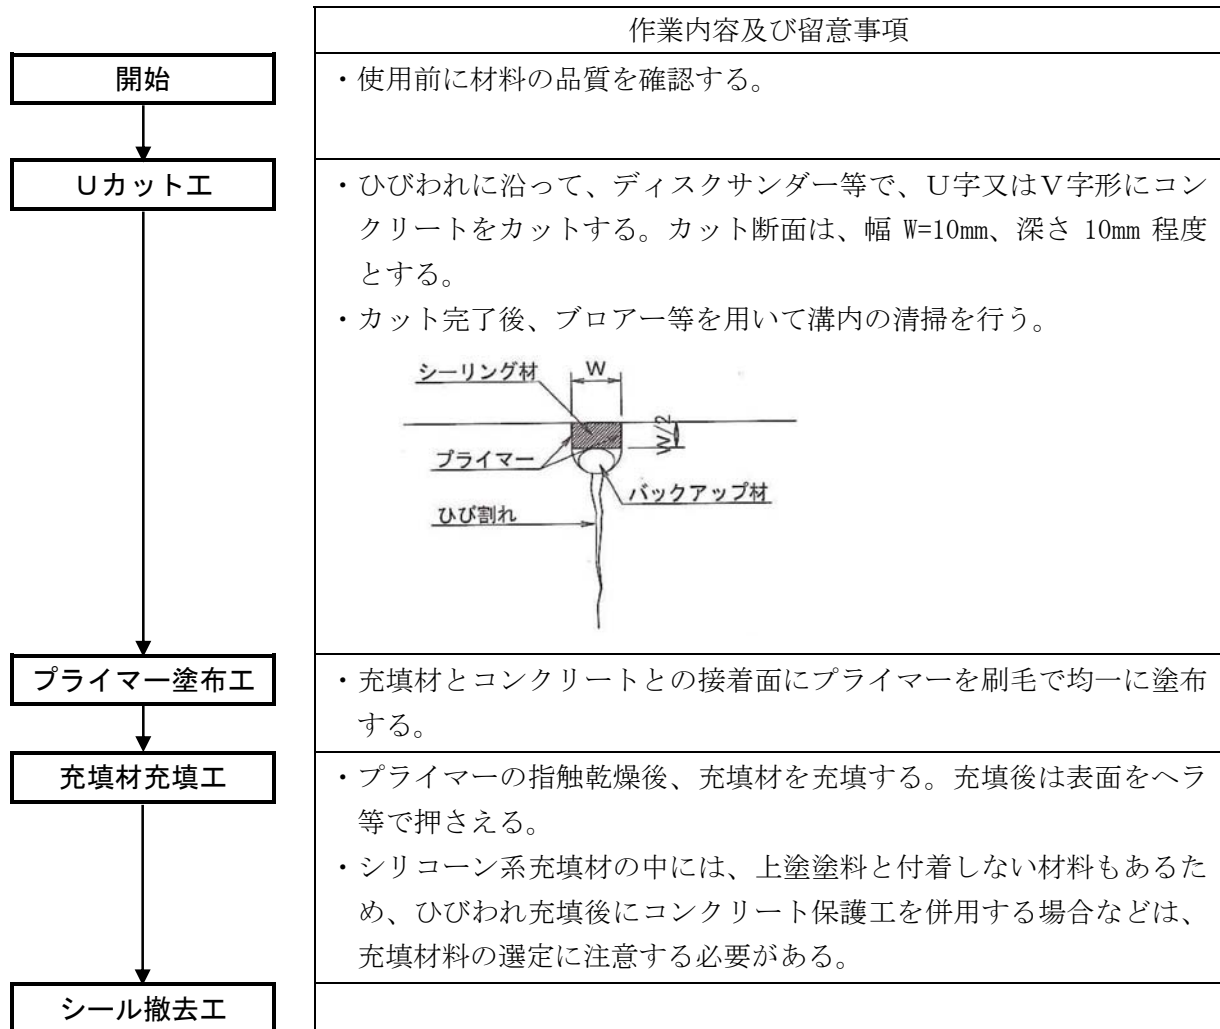 作業内容及び留意事項
開始
・使用前に材料の品質を確認する。
Uカット工
・ひびわれに沿って、ディスクサンダー等で、U字又はV字形にコン
クリートをカットする。カット断面は、幅 W=10mm、深さ 10mm 程度
とする。
・カット完了後、ブロアー等を用いて溝内の清掃を行う。
シーリング材
W
W/2
プライマー
バックアップ材
ひび割れ
プライマー塗布工
・充填材とコンクリートとの接着面にプライマーを刷毛で均一に塗布
する。
充填材充填工
・プライマーの指触乾燥後、充填材を充填する。充填後は表面をヘラ
等で押さえる。
・シリコーン系充填材の中には、上塗塗料と付着しない材料もあるた
め、ひびわれ充填後にコンクリート保護工を併用する場合などは、
充填材料の選定に注意する必要がある。
シール撤去工